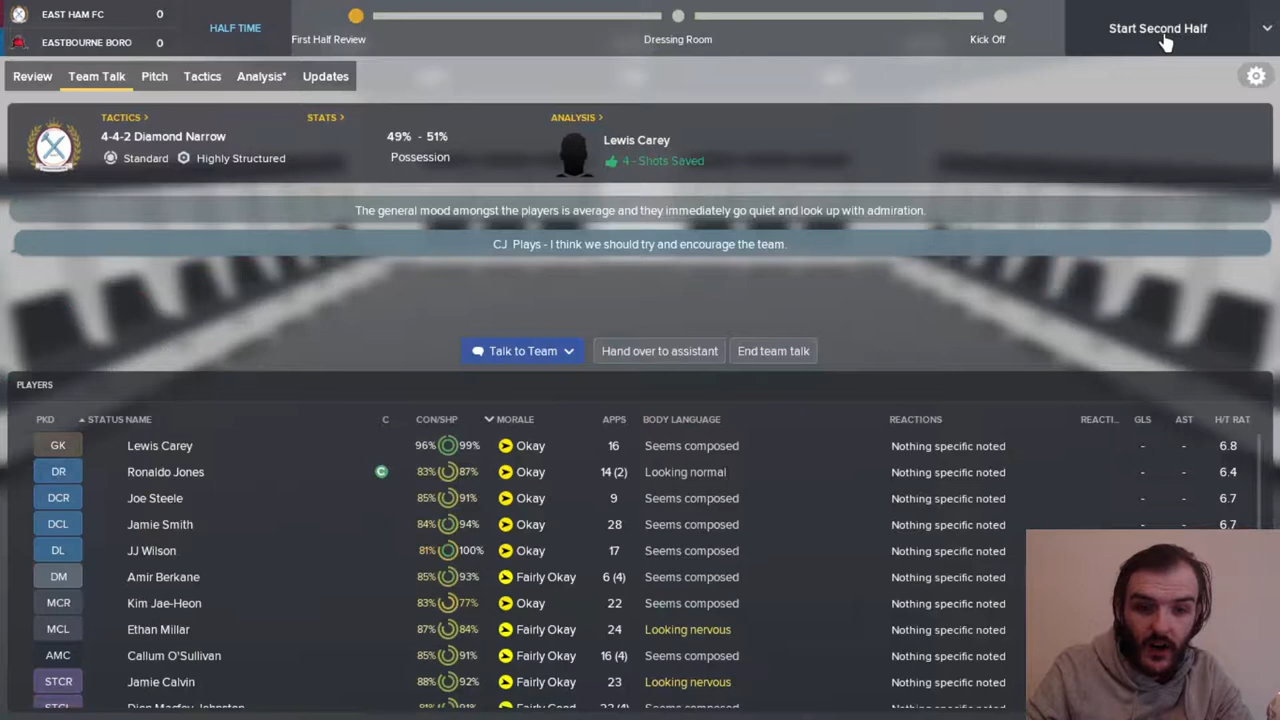 EAST HAM FC 0
EASTBOURNE BORO 0
HALF TIME
First Half Review
Dressing Room
Kick Off
Start Second Half
Review Team Talk Pitch Tactics Analysis* Updates
TACTICS >
4-4-2 Diamond Narrow
Standard Highly Structured
STATS >
49% - 51%
Possession
ANALYSIS >
Lewis Carey
4 - Shots Saved
The general mood amongst the players is average and they immediately go quiet and look up with admiration.
CJ Plays - I think we should try and encourage the team.
Talk to Team Hand over to assistant End team talk
PLAYERS
PKD STATUS NAME C CON/SHP MORALE APPS BODY LANGUAGE REACTIONS REACTI... GLS AST H/T RAT
GK Lewis Carey 96% 99% Okay 16 Seems composed Nothing specific noted - - 6.8
DR Ronaldo Jones C 83% 87% Okay 14 (2) Looking normal Nothing specific noted - - 6.4
DCR Joe Steele 85% 91% Okay 9 Seems composed Nothing specific noted - - 6.7
DCL Jamie Smith 84% 94% Okay 28 Seems composed Nothing specific noted - - 6.7
DL JJ Wilson 81% 100% Okay 17 Seems composed Nothing specific noted
DM Amir Berkane 85% 93% Fairly Okay 6 (4) Seems composed Nothing specific noted
MCR Kim Jae-Heon 83% 77% Okay 22 Seems composed Nothing specific noted
MCL Ethan Millar 87% 84% Fairly Okay 24 Looking nervous Nothing specific noted
AMC Callum O'Sullivan 85% 91% Fairly Okay 16 (4) Seems composed Nothing specific noted
STCR Jamie Calvin 88% 92% Fairly Okay 23 Looking nervous Nothing specific noted